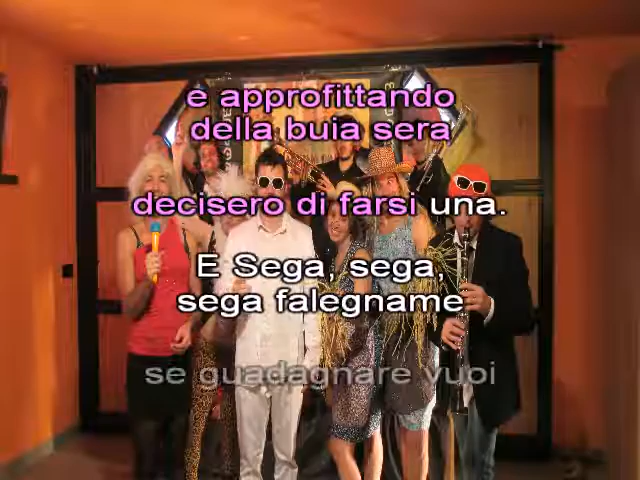 e approfittando
della buia sera
decisero di farsi una.
E Sega, sega,
sega falegname
se guadagnare vuoi